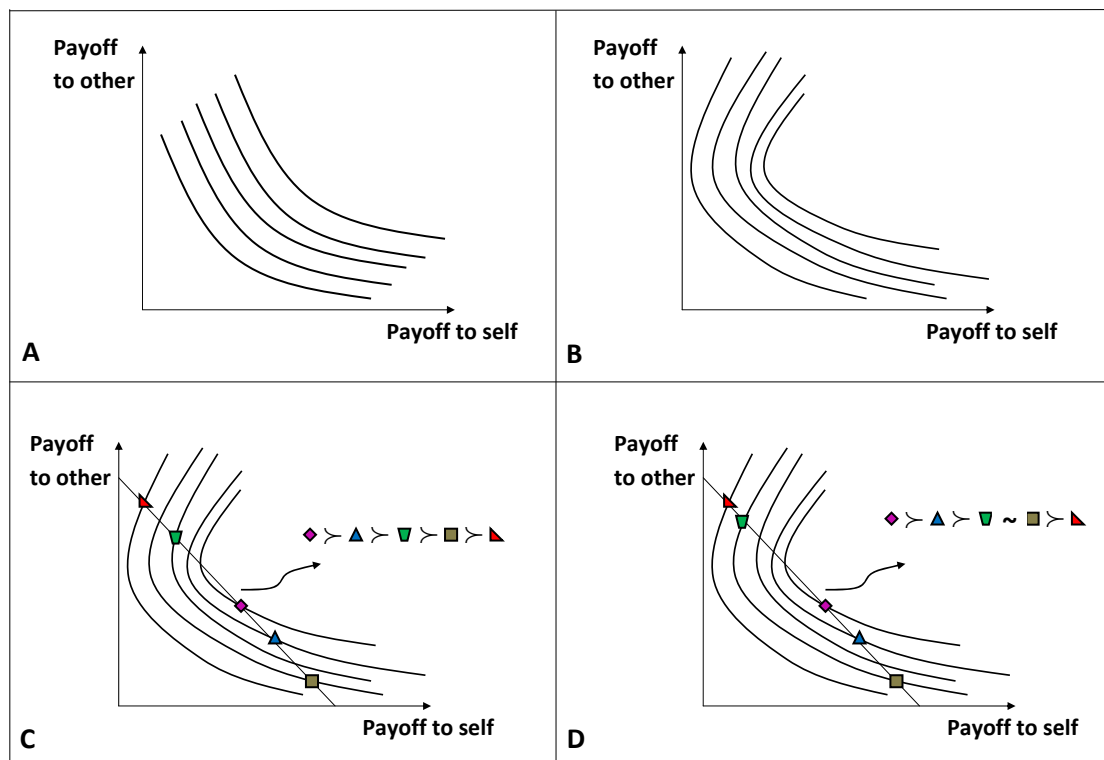 Payoff
to other
Payoff to self
A
Payoff
to other
Payoff to self
B
Payoff
to other
≻ ≻ ≻ ≻
Payoff to self
C
Payoff
to other
≻ ≻ ~ ≻
Payoff to self
D